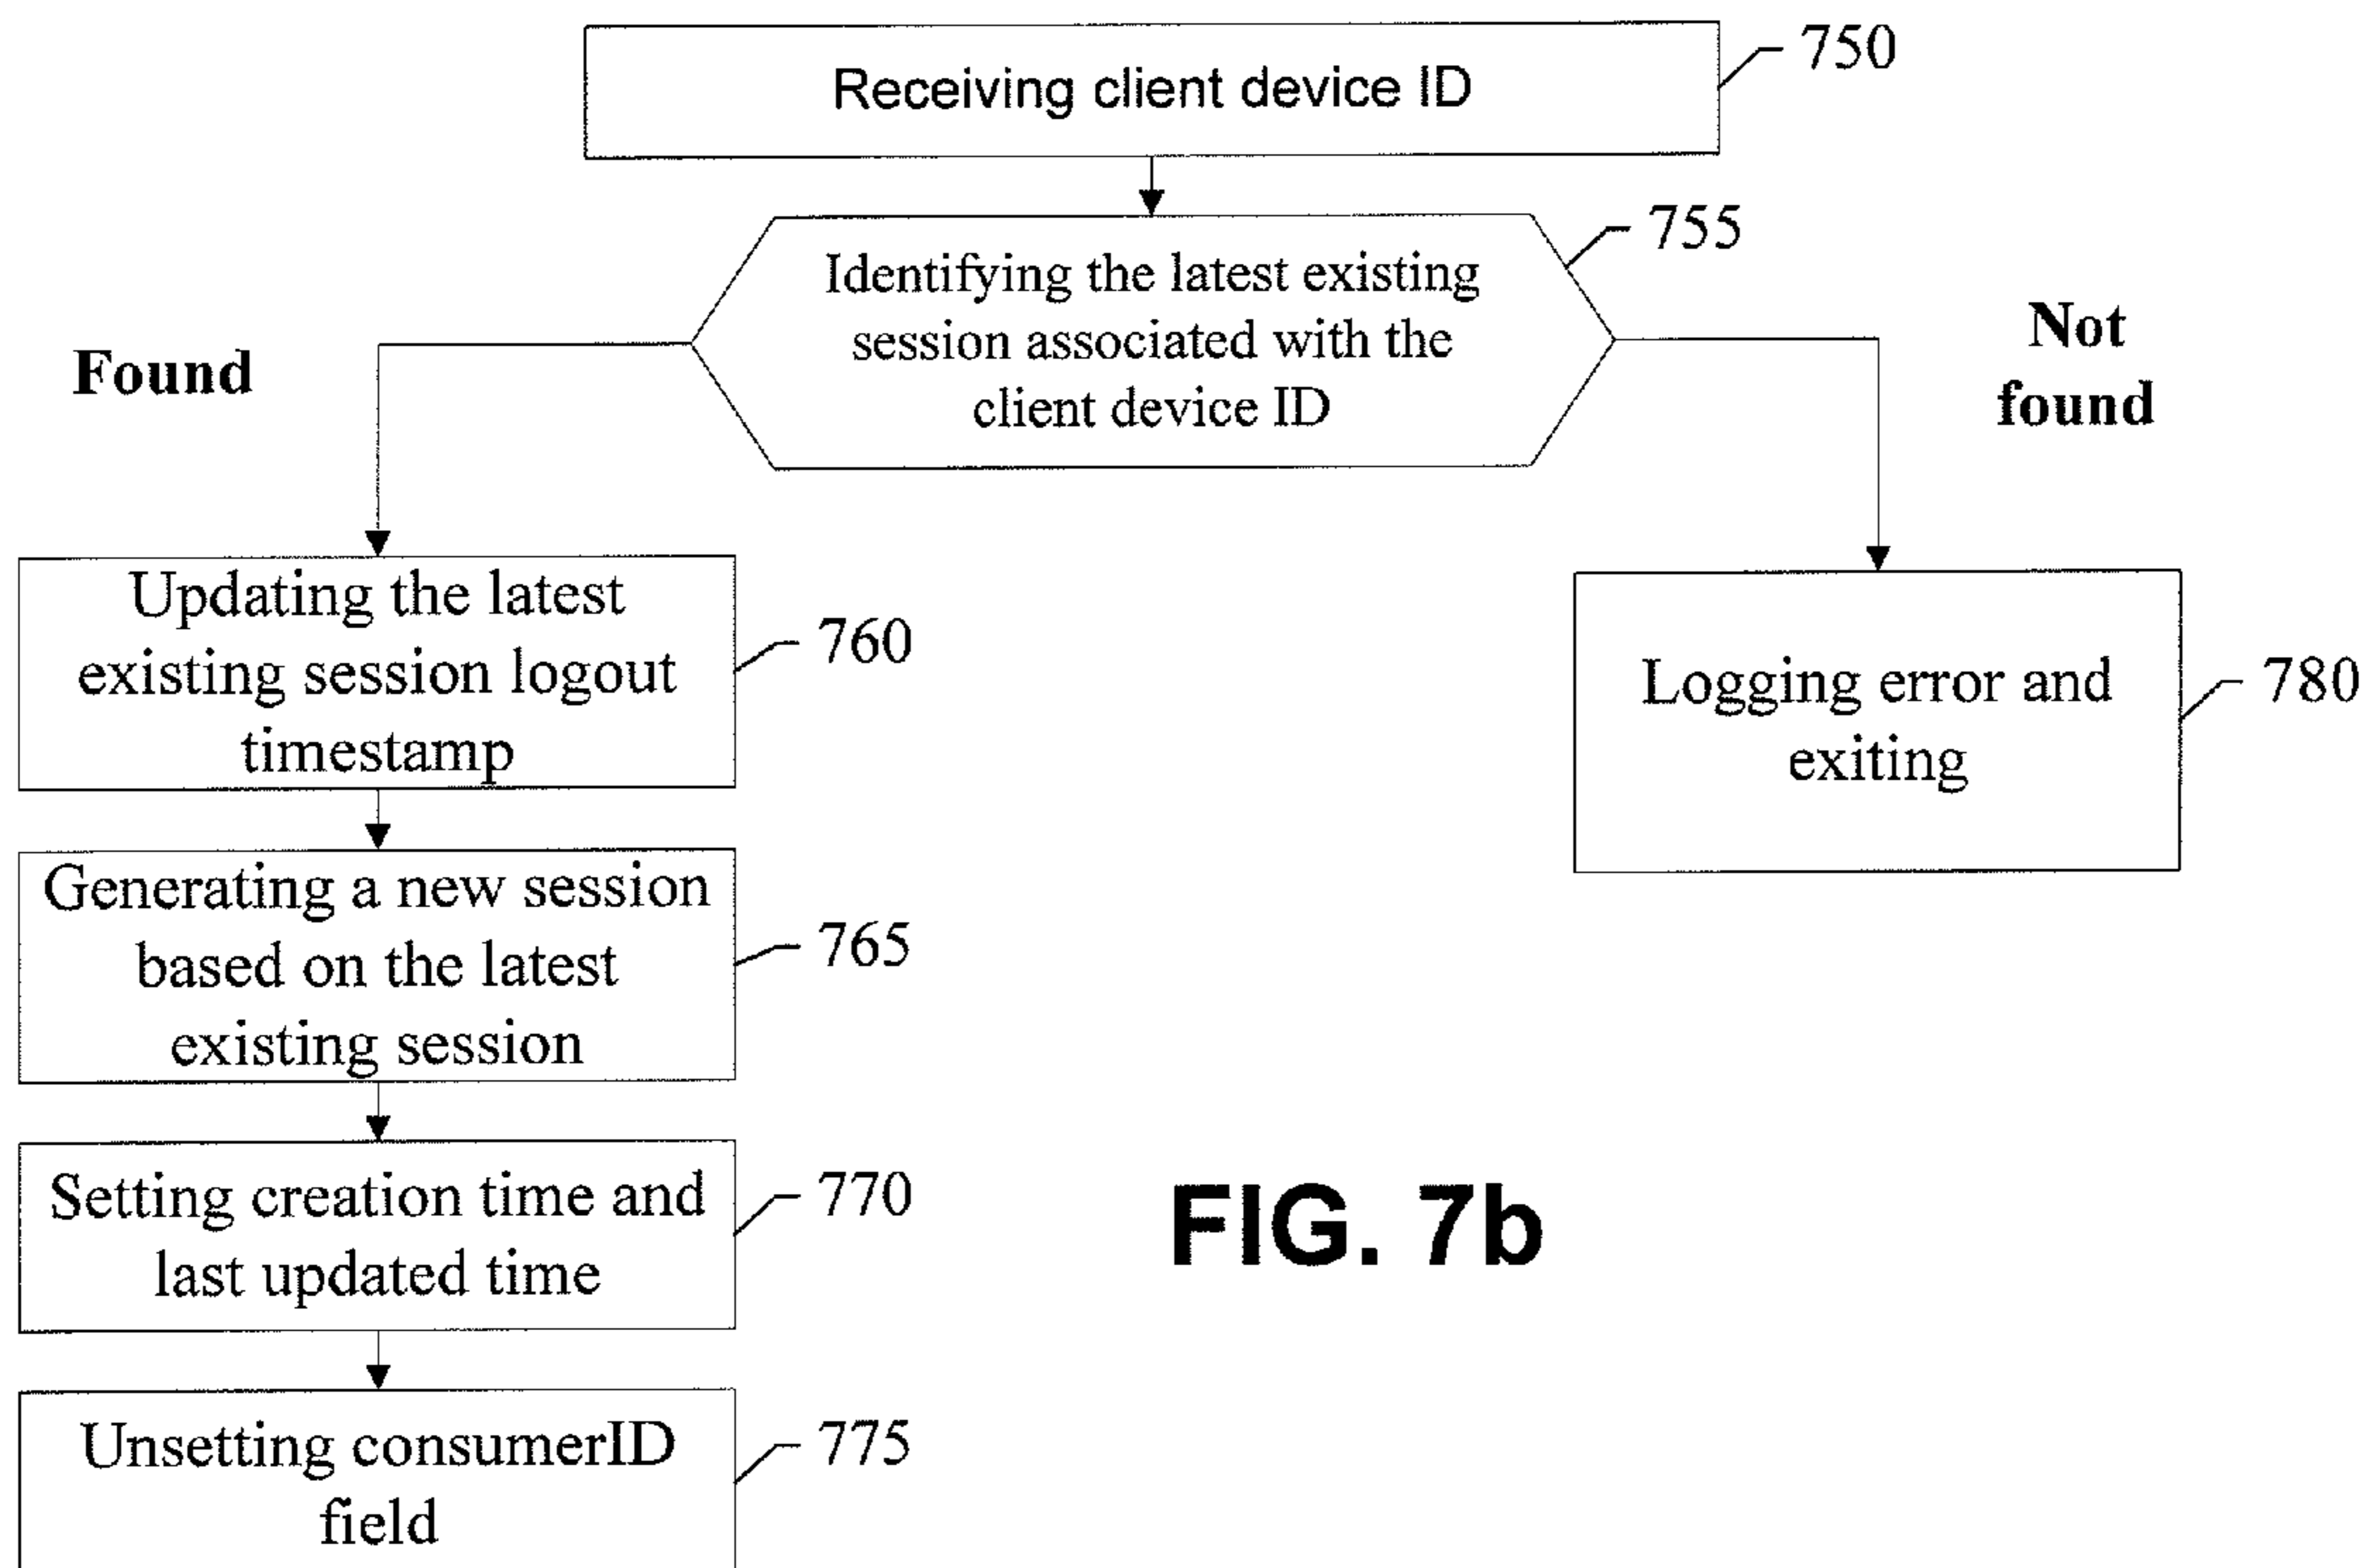 Receiving client device ID
750
Identifying the latest existing
session associated with the
client device ID
755
Found
Not
found
Updating the latest
existing session logout
timestamp
760
Logging error and
exiting
780
Generating a new session
based on the latest
existing session
765
Setting creation time and
last updated time
770
FIG. 7b
Unsetting consumerID
field
775